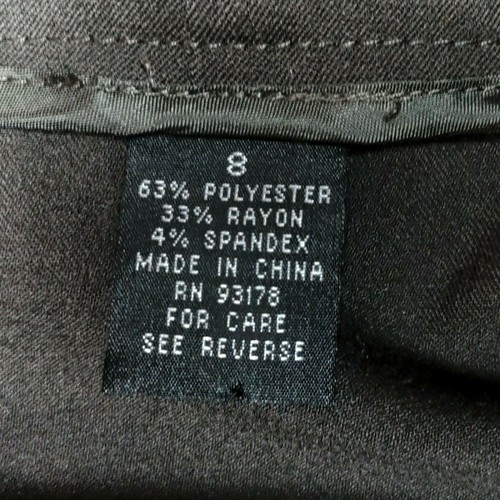 8
63% POLYESTER
33% RAYON
4% SPANDEX
MADE IN CHINA
RN 93178
FOR CARE
SEE REVERSE